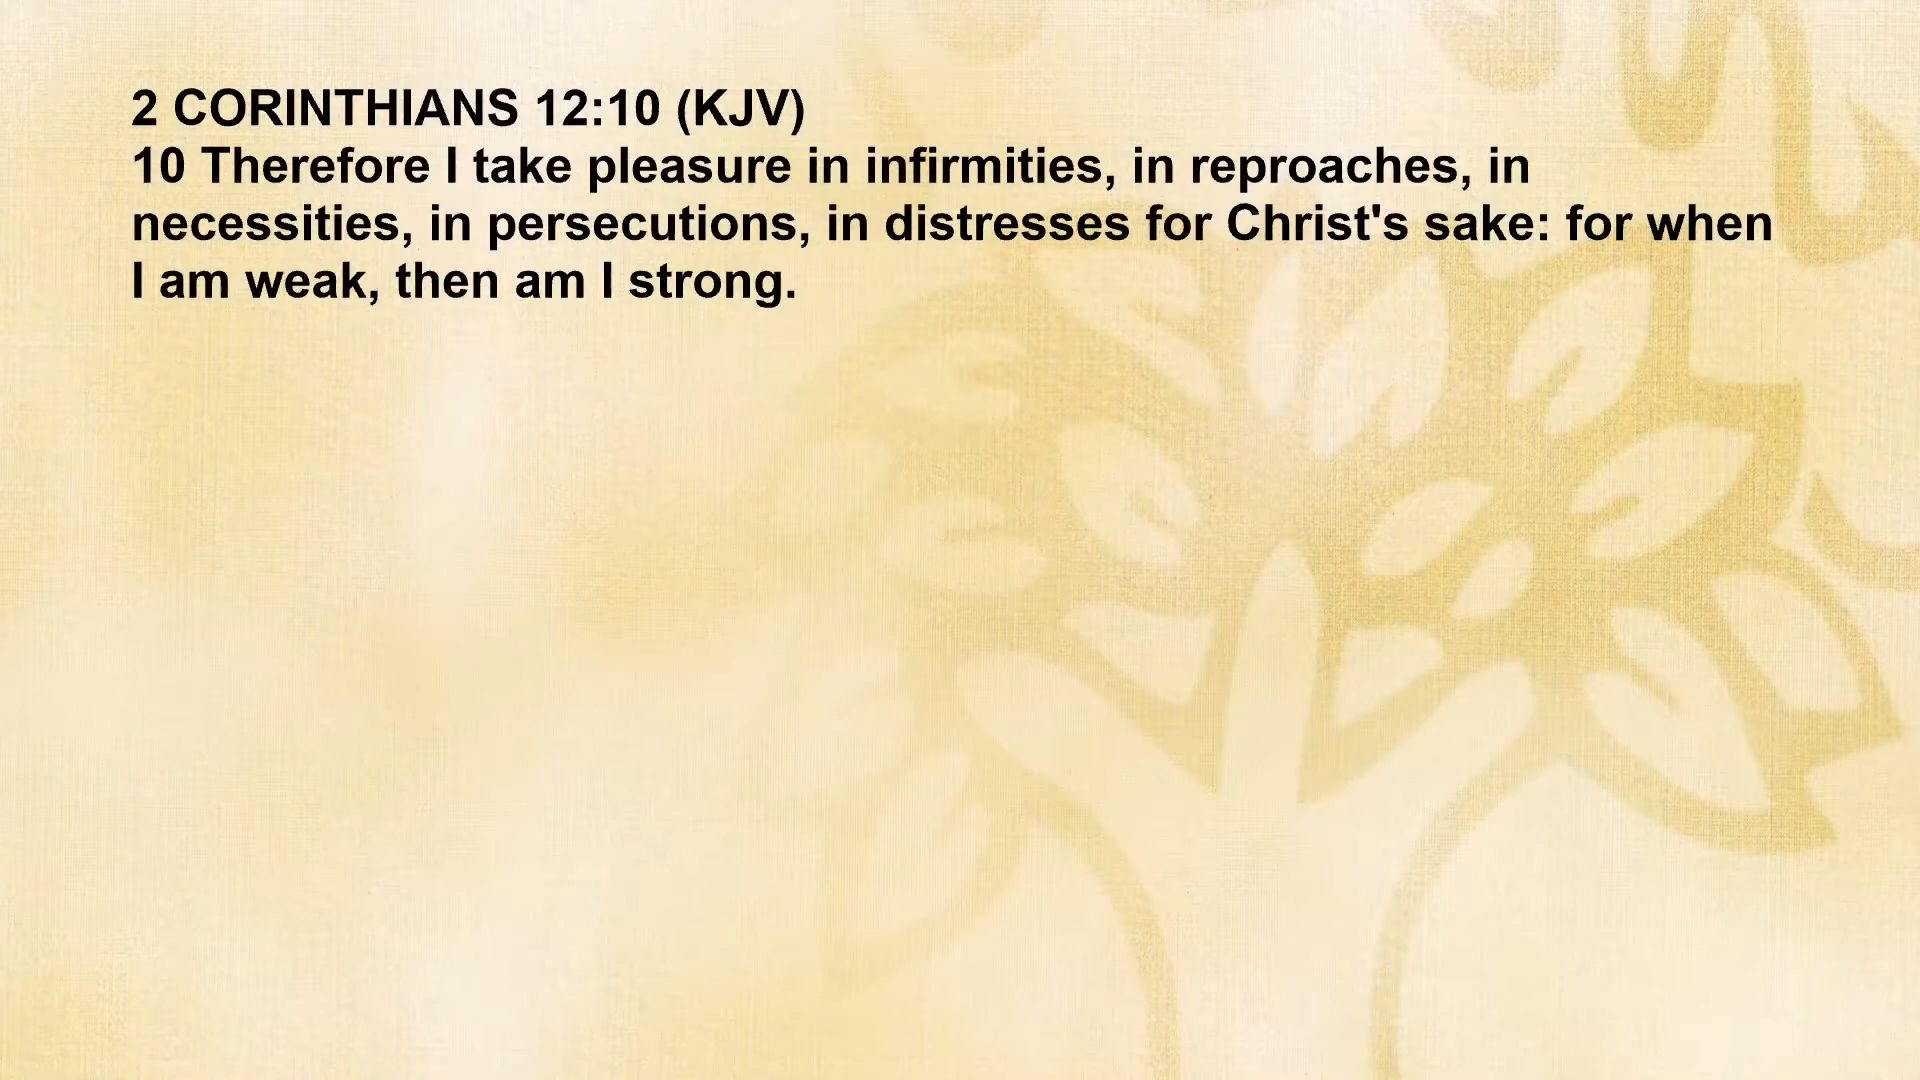 2 CORINTHIANS 12:10 (KJV)
10 Therefore I take pleasure in infirmities, in reproaches, in
necessities, in persecutions, in distresses for Christ's sake: for when
I am weak, then am I strong.